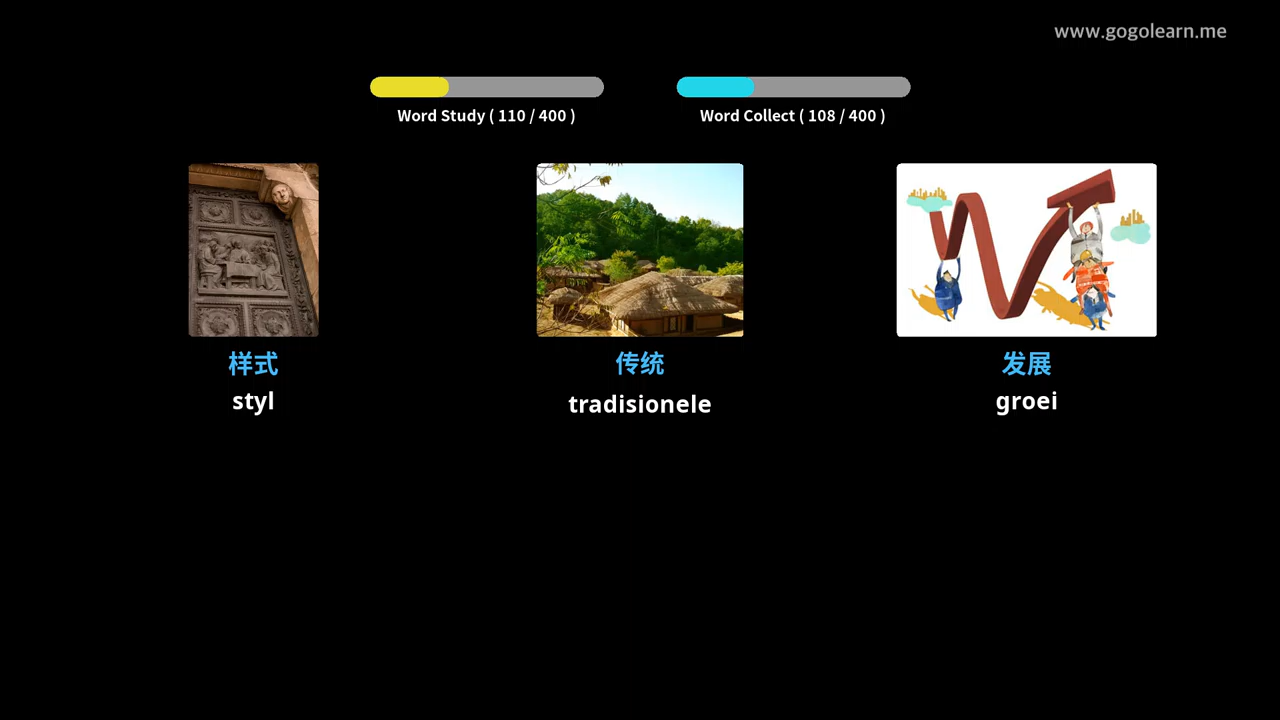 www.gogolearn.me
Word Study ( 110 / 400 )
Word Collect ( 108 / 400 )
样式
传统
发展
styl
tradisionele
groei